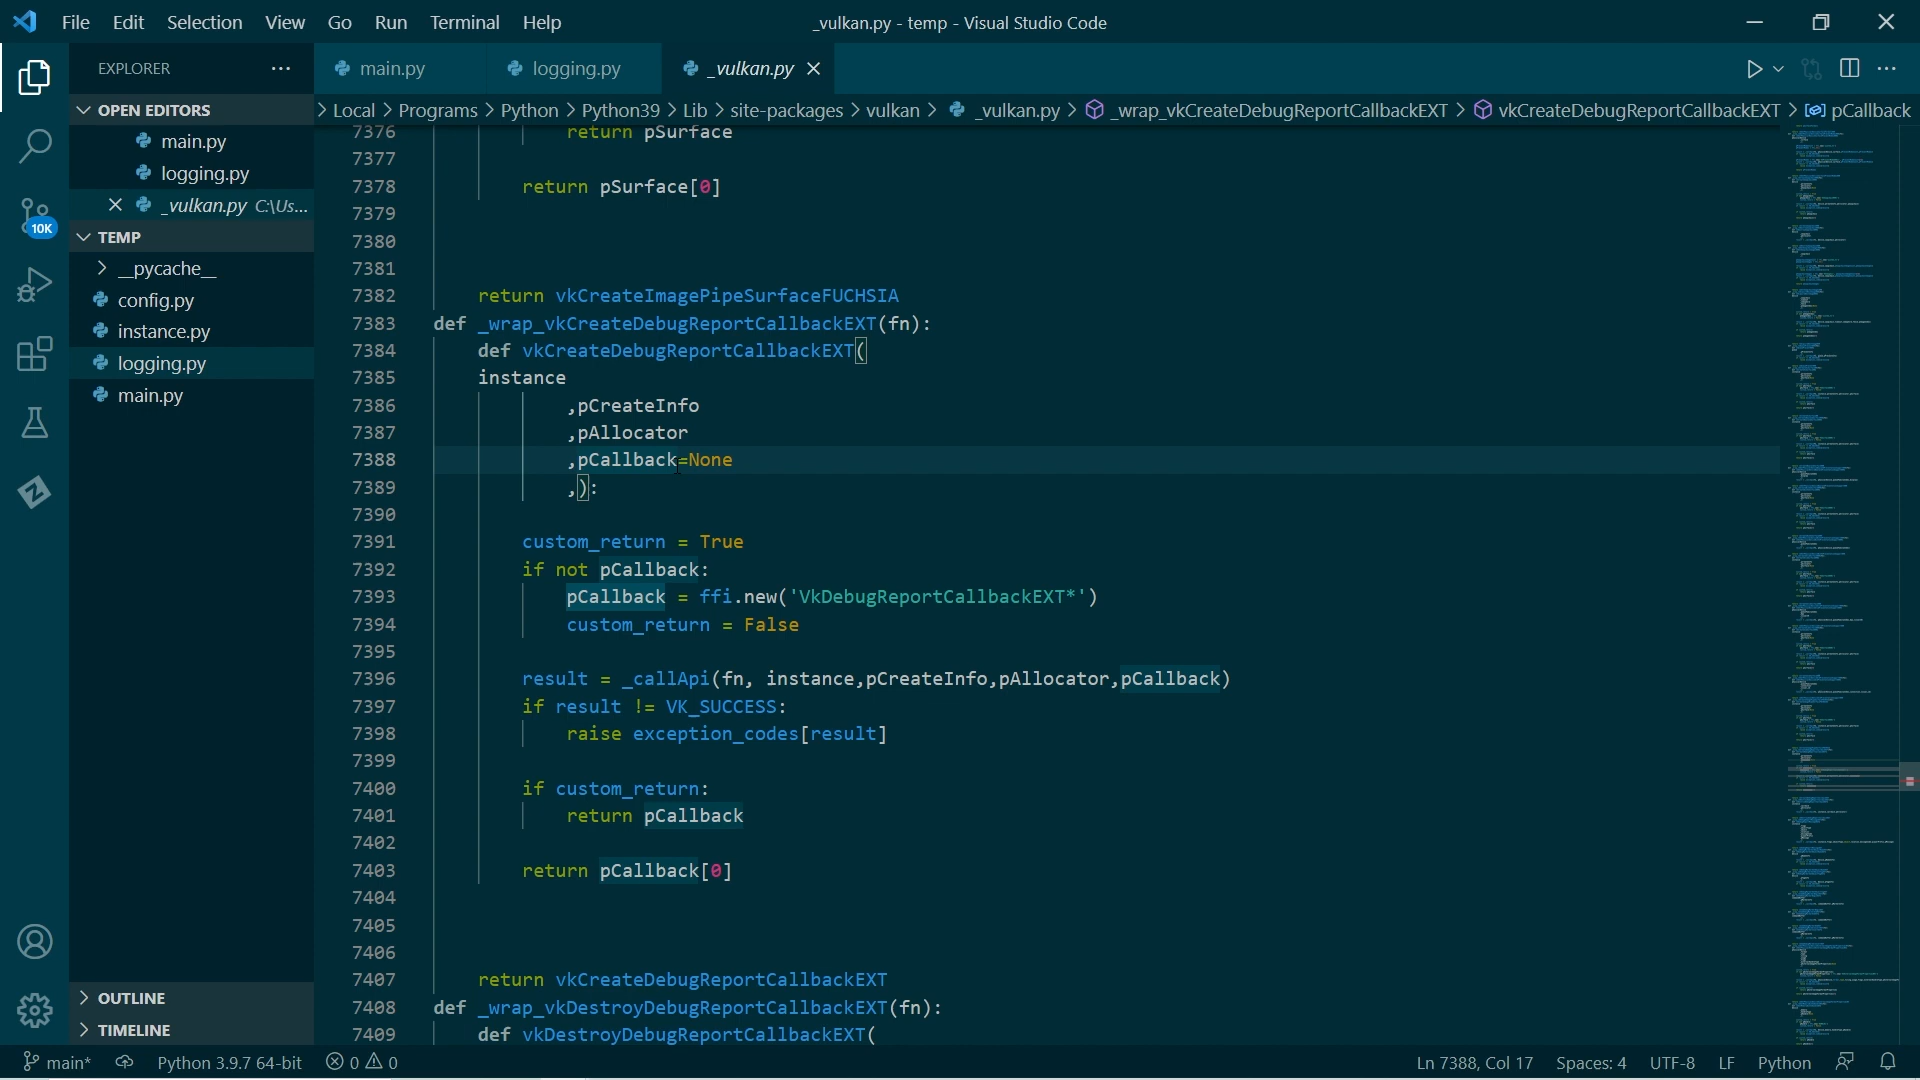 File Edit Selection View Go Run Terminal Help
_vulkan.py - temp - Visual Studio Code
EXPLORER
main.py
logging.py
_vulkan.py
OPEN EDITORS
main.py
logging.py
_vulkan.py C:\Us...
10K
TEMP
__pycache__
config.py
instance.py
logging.py
main.py
OUTLINE
TIMELINE
Local > Programs > Python > Python39 > Lib > site-packages > vulkan > _vulkan.py > _wrap_vkCreateDebugReportCallbackEXT > vkCreateDebugReportCallbackEXT > pCallback
7376 return pSurface
7377
7378 return pSurface[0]
7379
7380
7381
7382 return vkCreateImagePipeSurfaceFUCHSIA
7383 def _wrap_vkCreateDebugReportCallbackEXT(fn):
7384 def vkCreateDebugReportCallbackEXT(
7385 instance
7386 ,pCreateInfo
7387 ,pAllocator
7388 ,pCallback=None
7389 ,):
7390
7391 custom_return = True
7392 if not pCallback:
7393 pCallback = ffi.new('VkDebugReportCallbackEXT*')
7394 custom_return = False
7395
7396 result = _callApi(fn, instance,pCreateInfo,pAllocator,pCallback)
7397 if result != VK_SUCCESS:
7398 raise exception_codes[result]
7399
7400 if custom_return:
7401 return pCallback
7402
7403 return pCallback[0]
7404
7405
7406
7407 return vkCreateDebugReportCallbackEXT
7408 def _wrap_vkDestroyDebugReportCallbackEXT(fn):
7409 def vkDestroyDebugReportCallbackEXT(
main* Python 3.9.7 64-bit 0 0 Ln 7388, Col 17 Spaces: 4 UTF-8 LF Python